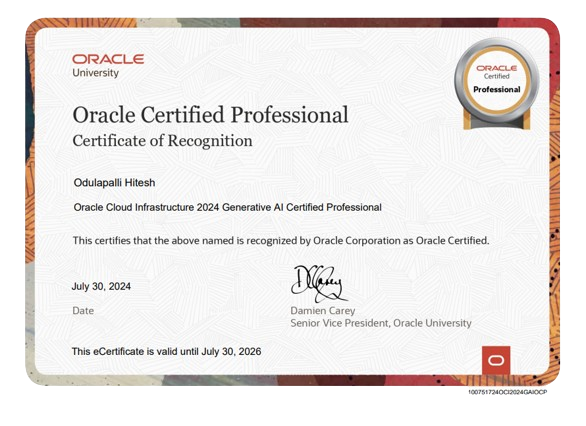 ORACLE
University
ORACLE
Certified
Professional
Oracle Certified Professional
Certificate of Recognition
Odulapalli Hitesh
Oracle Cloud Infrastructure 2024 Generative AI Certified Professional
This certifies that the above named is recognized by Oracle Corporation as Oracle Certified.
July 30, 2024
Date
DCarey
Damien Carey
Senior Vice President, Oracle University
This eCertificate is valid until July 30, 2026
100751724OCI2024GAIOCP